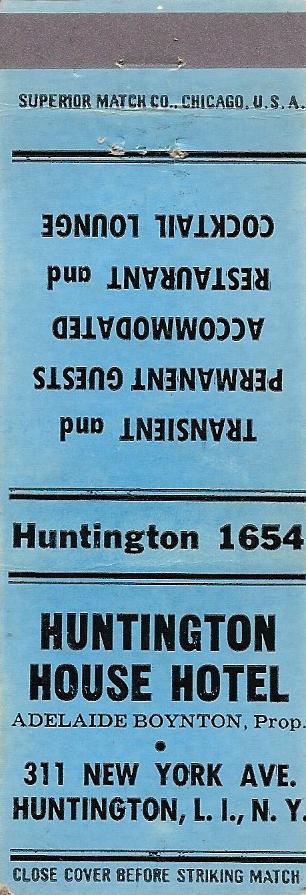 SUPERIOR MATCH CO., CHICAGO, U.S.A.
TRANSIENT and
PERMANENT GUESTS
ACCOMMODATED
RESTAURANT and
COCKTAIL LOUNGE
Huntington 1654
HUNTINGTON
HOUSE HOTEL
ADELAIDE BOYNTON, Prop.
•
311 NEW YORK AVE.
HUNTINGTON, L. I., N. Y.
CLOSE COVER BEFORE STRIKING MATCH